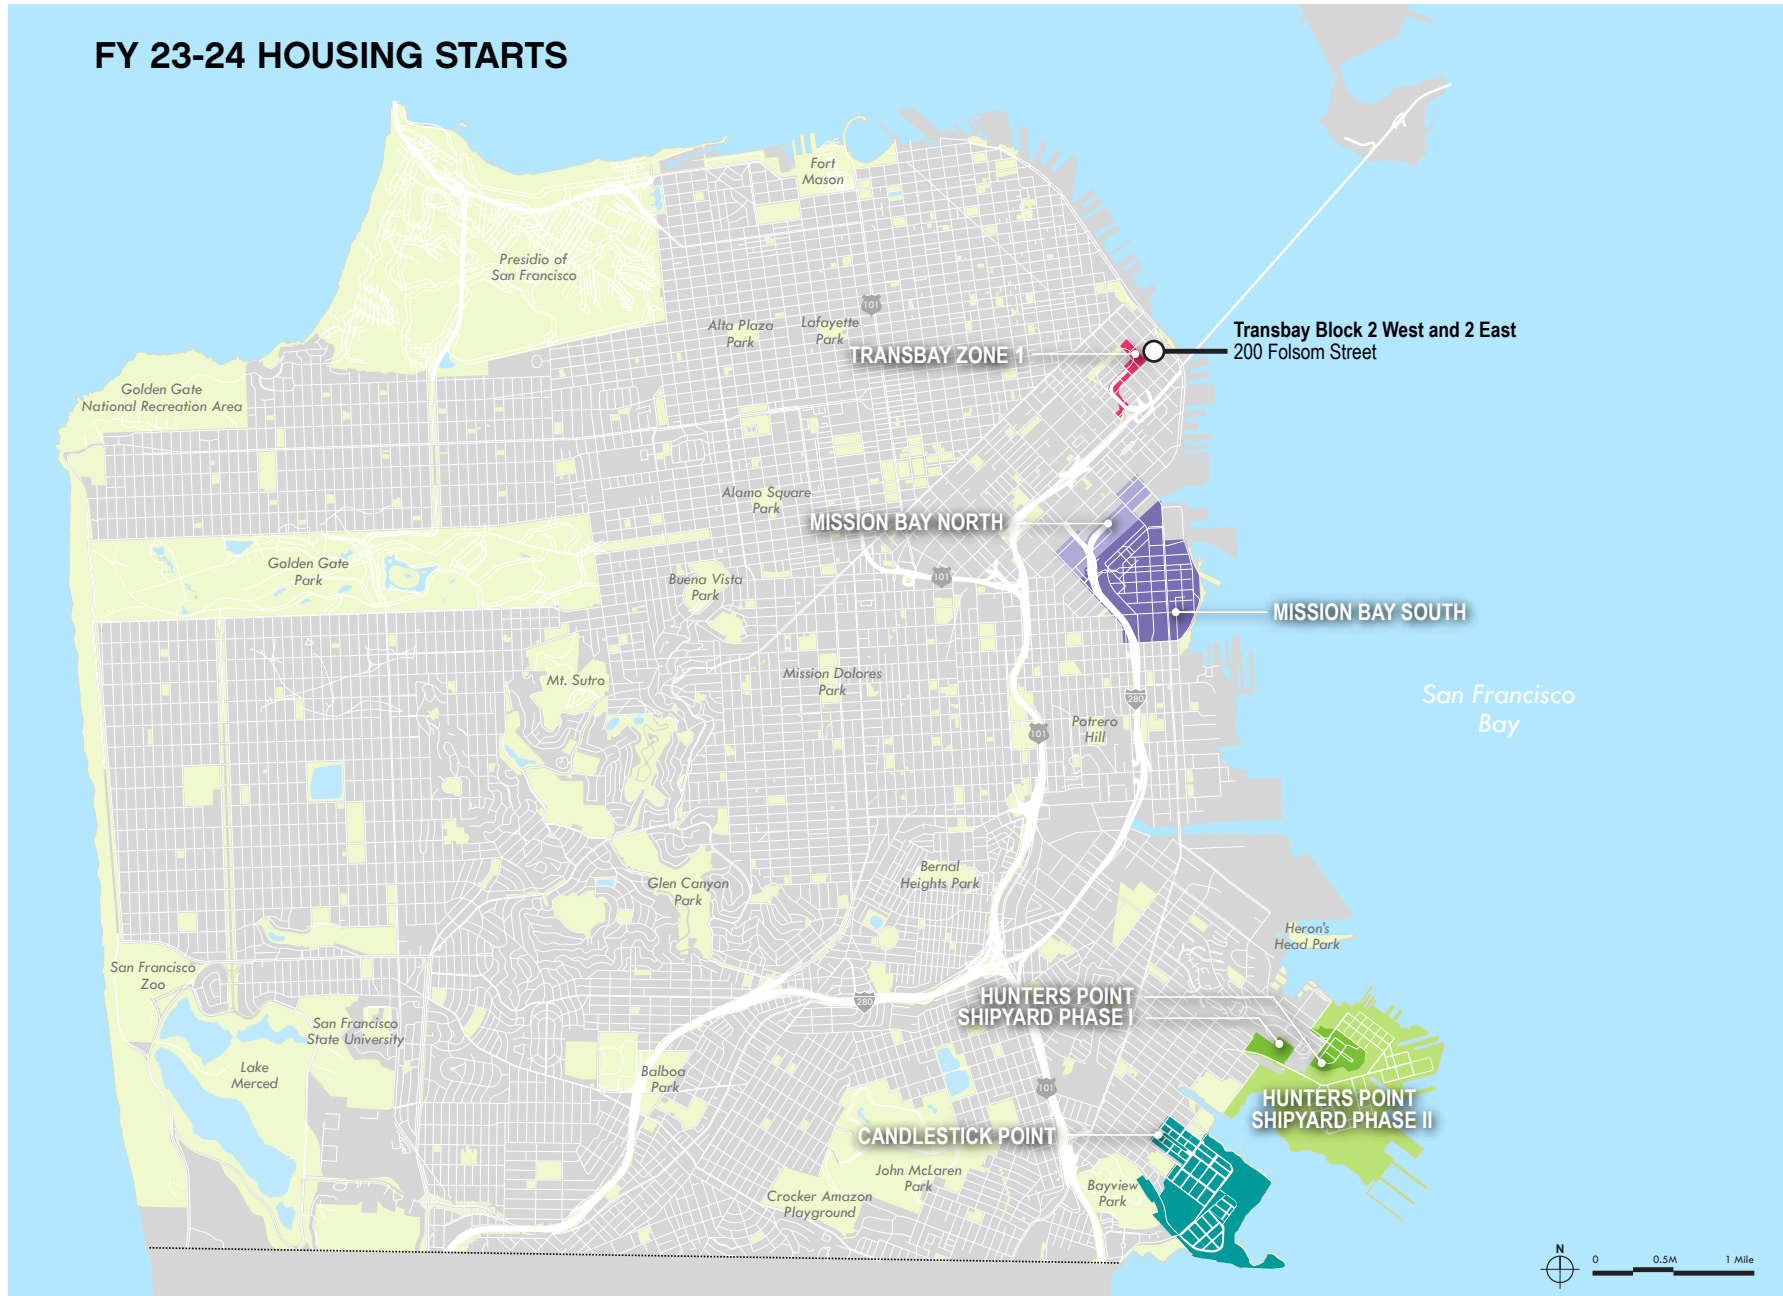 FY 23-24 HOUSING STARTS
Fort
Mason
Presidio of
San Francisco
101
Alta Plaza
Park
Lafayette
Park
TRANSBAY ZONE 1
Transbay Block 2 West and 2 East
200 Folsom Street
Golden Gate
National Recreation Area
Alamo Square
Park
MISSION BAY NORTH
Golden Gate
Park
Buena Vista
Park
101
MISSION BAY SOUTH
Mt. Sutro
Mission Dolores
Park
280
San Francisco
Bay
Potrero
Hill
101
Glen Canyon
Park
Bernal
Heights Park
Heron's
Head Park
San Francisco
Zoo
HUNTERS POINT
SHIPYARD PHASE I
280
San Francisco
State University
Lake
Merced
Balboa
Park
101
HUNTERS POINT
SHIPYARD PHASE II
CANDLESTICK POINT
John McLaren
Park
Bayview
Park
Crocker Amazon
Playground
N
0 0.5M 1 Mile